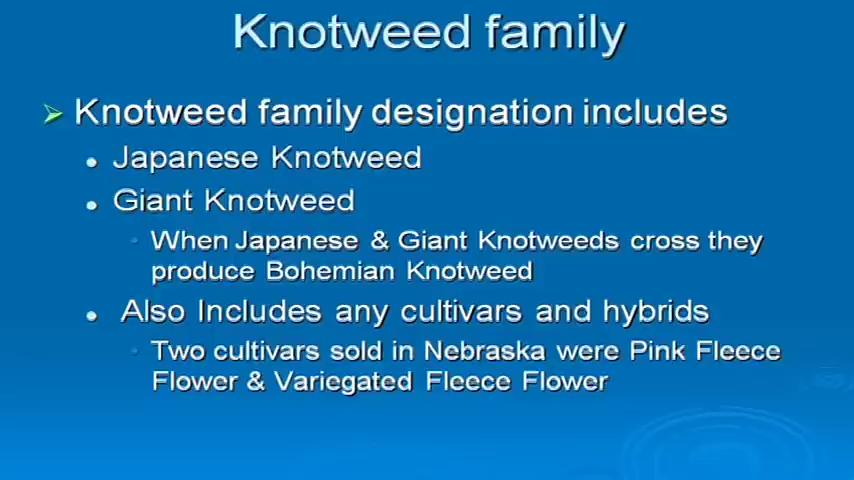 Knotweed family
Knotweed family designation includes
Japanese Knotweed
Giant Knotweed
When Japanese & Giant Knotweeds cross they
produce Bohemian Knotweed
Also Includes any cultivars and hybrids
Two cultivars sold in Nebraska were Pink Fleece
Flower & Variegated Fleece Flower